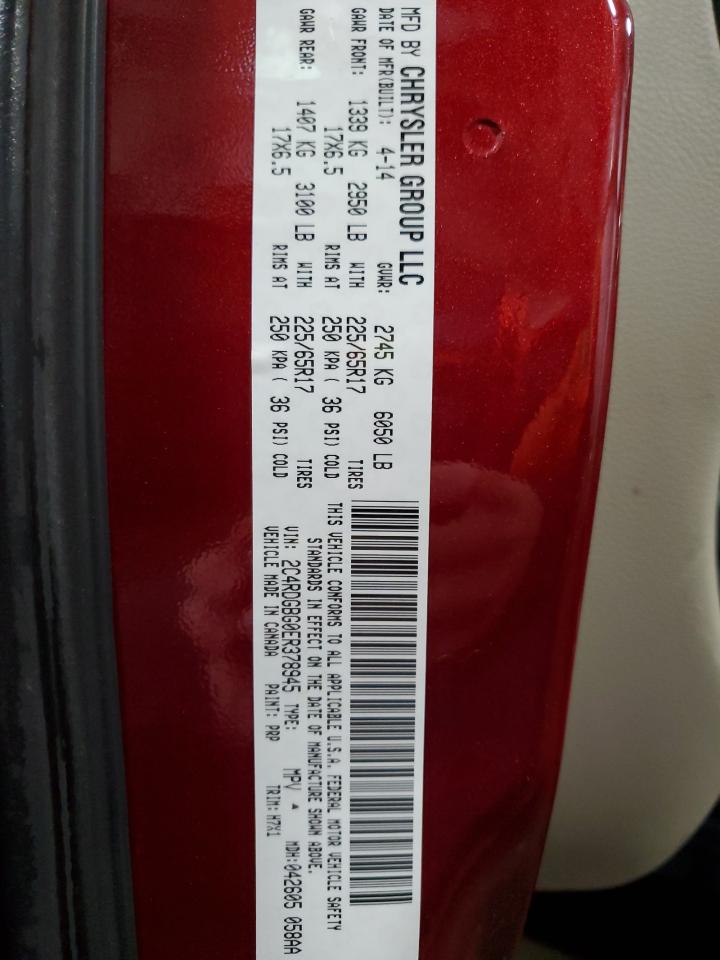 MFD BY CHRYSLER GROUP LLC
DATE OF MFR(BUILT): 4-14 GVWR: 2745 KG 6050 LB
GAWR FRONT: 1339 KG 2950 LB WITH 225/65R17 TIRES
17X6.5 RIMS AT 250 KPA ( 36 PSI) COLD
GAWR REAR: 1407 KG 3100 LB WITH 225/65R17 TIRES
17X6.5 RIMS AT 250 KPA ( 36 PSI) COLD
THIS VEHICLE CONFORMS TO ALL APPLICABLE U.S.A. FEDERAL MOTOR VEHICLE SAFETY
STANDARDS IN EFFECT ON THE DATE OF MANUFACTURE SHOWN ABOVE.
VIN: 2C4RDGBG0ER378945 TYPE: MPV ▲ MDH:042605 058AA
VEHICLE MADE IN CANADA PAINT: PRP TRIM: H7X1